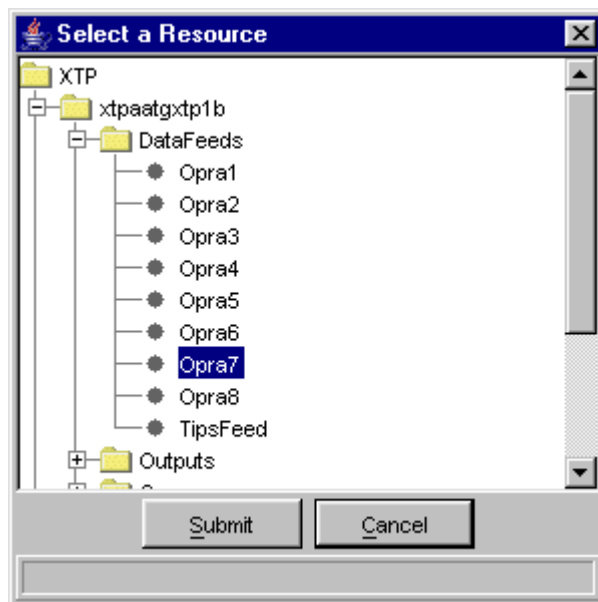 Select a Resource
XTP
xtpaatgxtp1b
DataFeeds
Opra1
Opra2
Opra3
Opra4
Opra5
Opra6
Opra7
Opra8
TipsFeed
Outputs
Submit Cancel